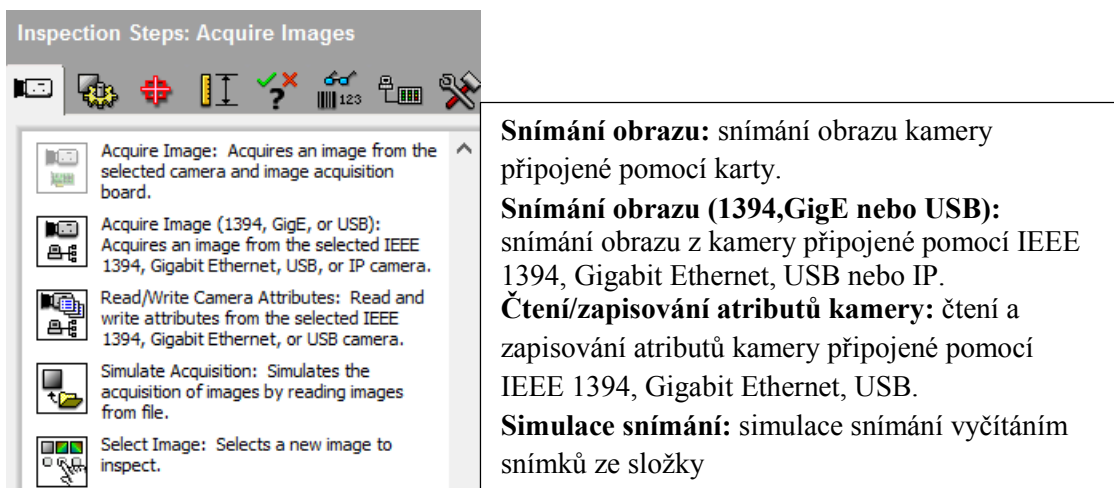 Inspection Steps: Acquire Images
123
Acquire Image: Acquires an image from the
selected camera and image acquisition
board.
Acquire Image (1394, GigE, or USB):
Acquires an image from the selected IEEE
1394, Gigabit Ethernet, USB, or IP camera.
Read/Write Camera Attributes: Read and
write attributes from the selected IEEE
1394, Gigabit Ethernet, or USB camera.
Simulate Acquisition: Simulates the
acquisition of images by reading images
from file.
Select Image: Selects a new image to
inspect.
Snímání obrazu: snímání obrazu kamery
připojené pomocí karty.
Snímání obrazu (1394,GigE nebo USB):
snímání obrazu z kamery připojené pomocí IEEE
1394, Gigabit Ethernet, USB nebo IP.
Čtení/zapisování atributů kamery: čtení a
zapisování atributů kamery připojené pomocí
IEEE 1394, Gigabit Ethernet, USB.
Simulace snímání: simulace snímání vyčítáním
snímků ze složky